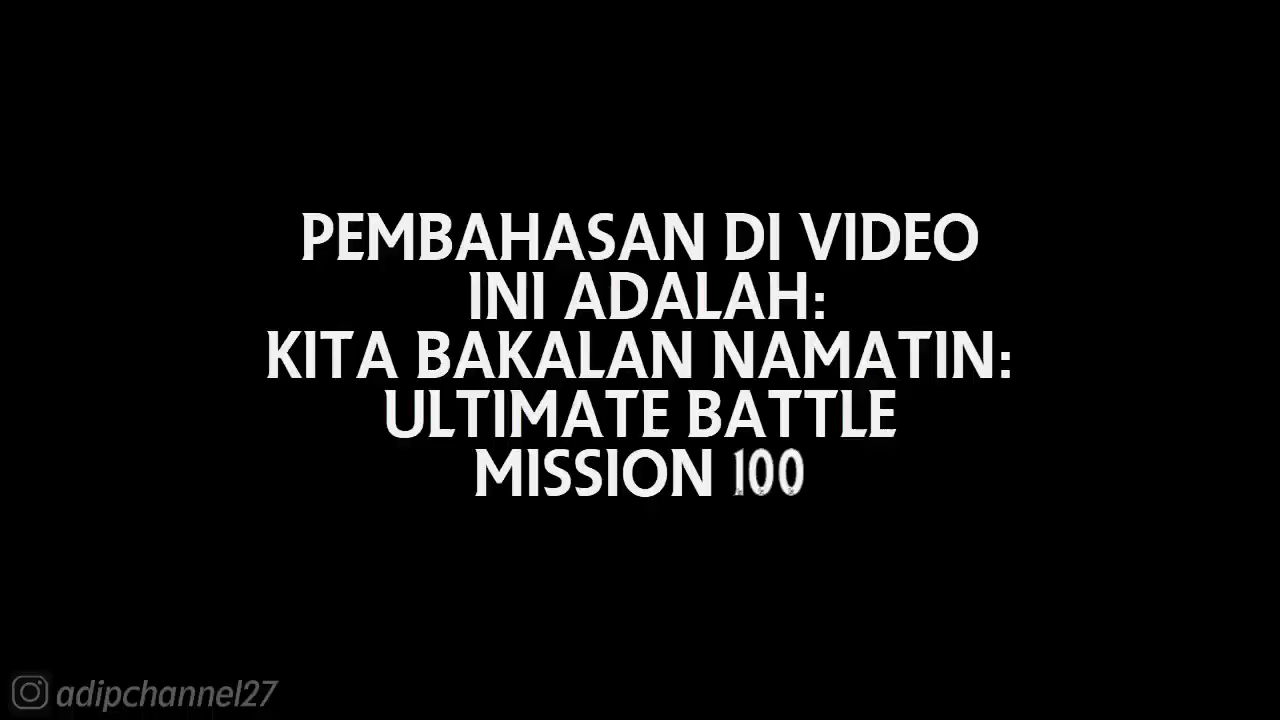 PEMBAHASAN DI VIDEO
INI ADALAH:
KITA BAKALAN NAMATIN:
ULTIMATE BATTLE
MISSION 100
adipchannel27